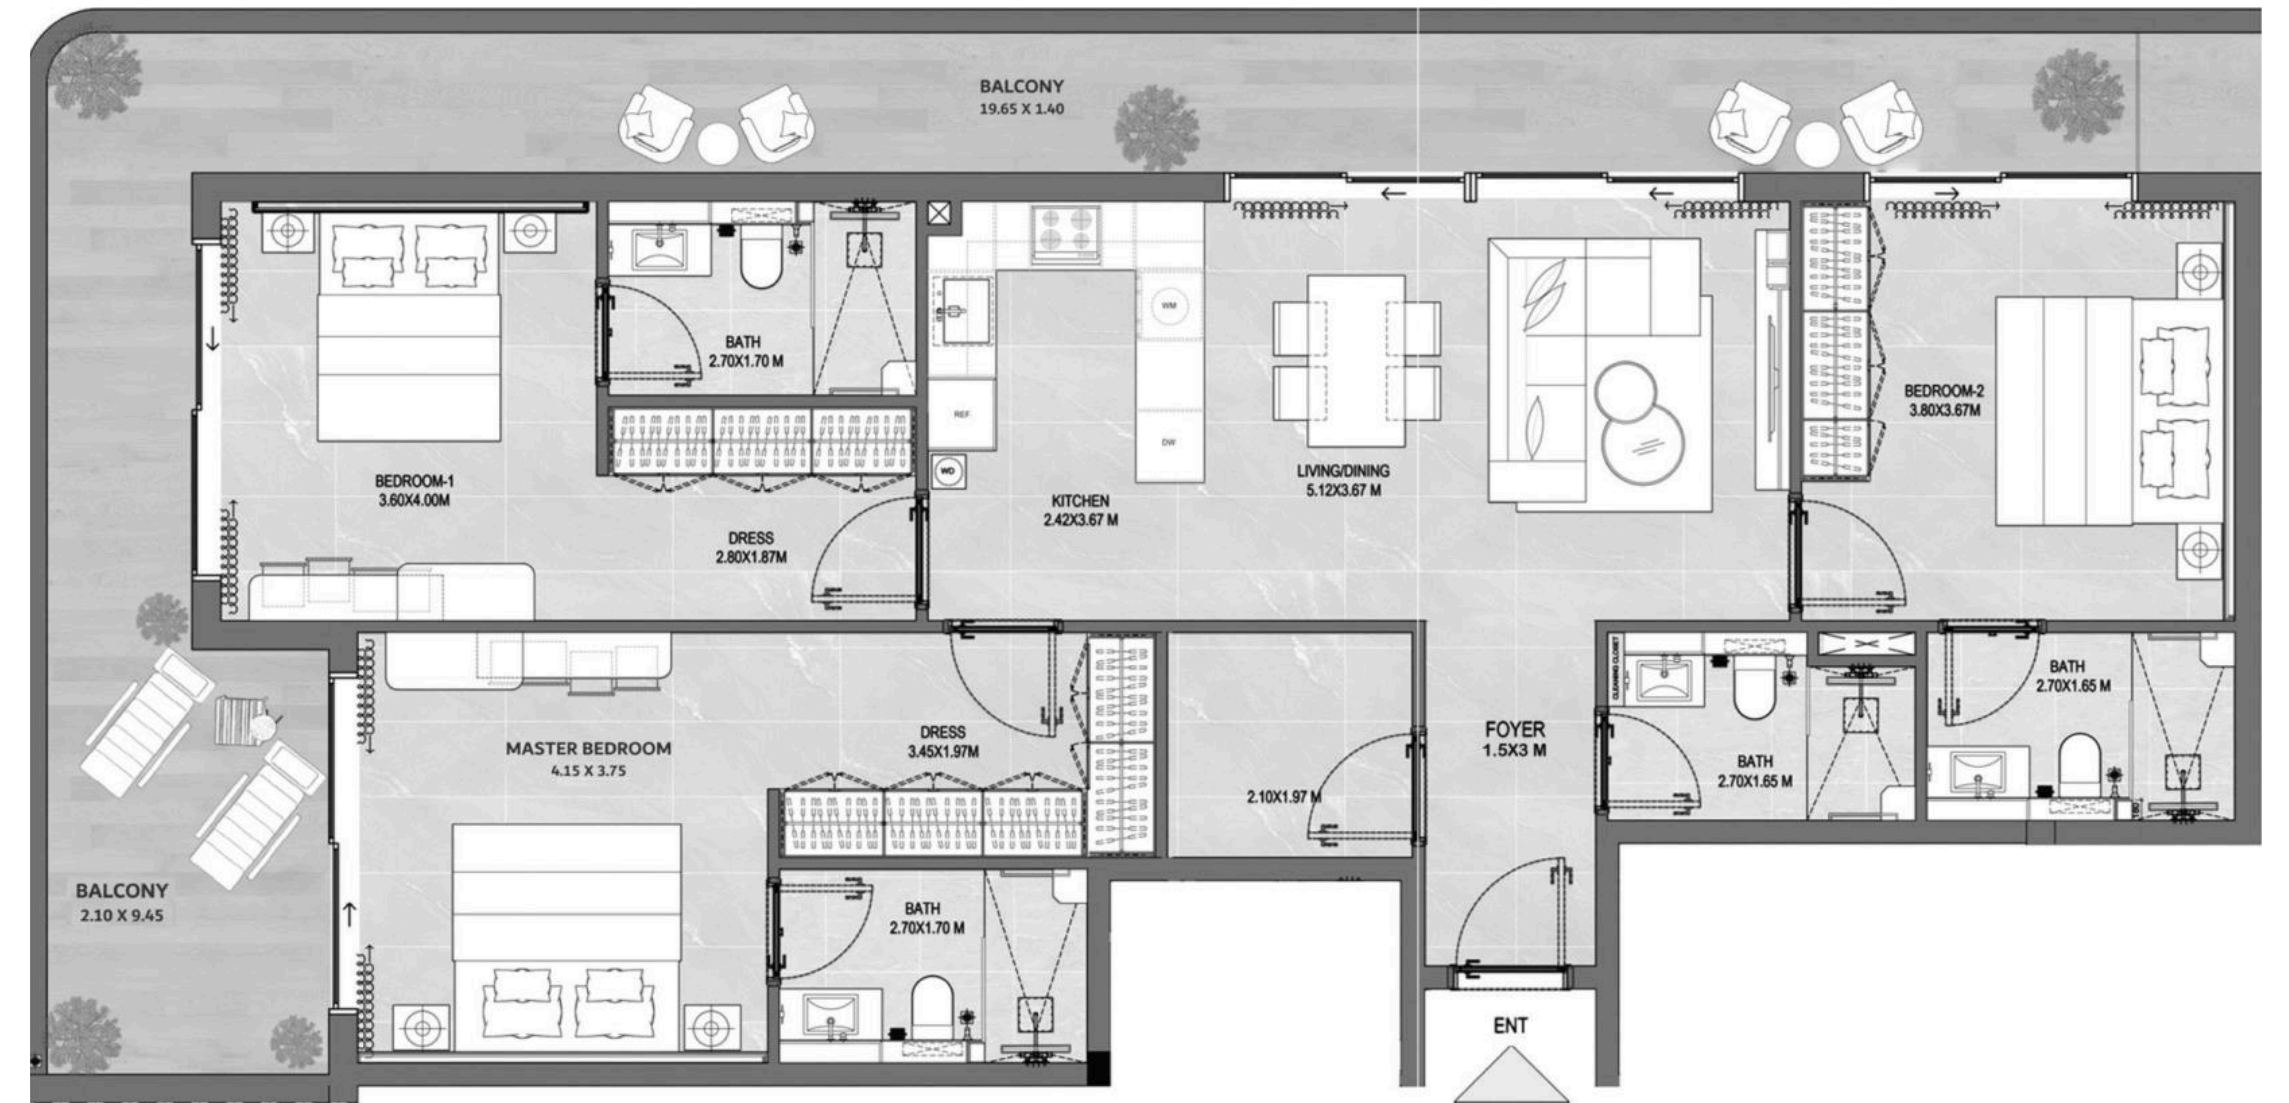 BALCONY
19.65 X 1.40
BATH
2.70X1.70 M
WM
REF
DW
WD
BEDROOM-1
3.60X4.00M
DRESS
2.80X1.87M
KITCHEN
2.42X3.67 M
LIVING/DINING
5.12X3.67 M
BEDROOM-2
3.80X3.67M
MASTER BEDROOM
4.15 X 3.75
DRESS
3.45X1.97M
2.10X1.97 M
FOYER
1.5X3 M
CLEANING CLOSET
BATH
2.70X1.65 M
BATH
2.70X1.65 M
BALCONY
2.10 X 9.45
BATH
2.70X1.70 M
ENT